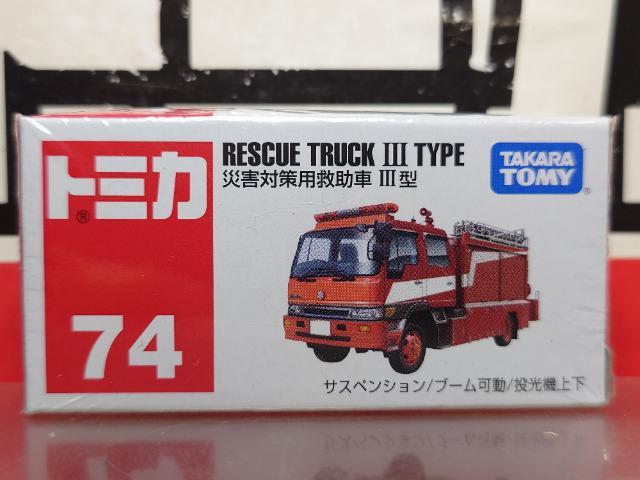 トミカ
®
74
RESCUE TRUCK III TYPE
災害対策用救助車 III型
TAKARA
TOMY®
サスペンション/ブーム可動/投光機上下